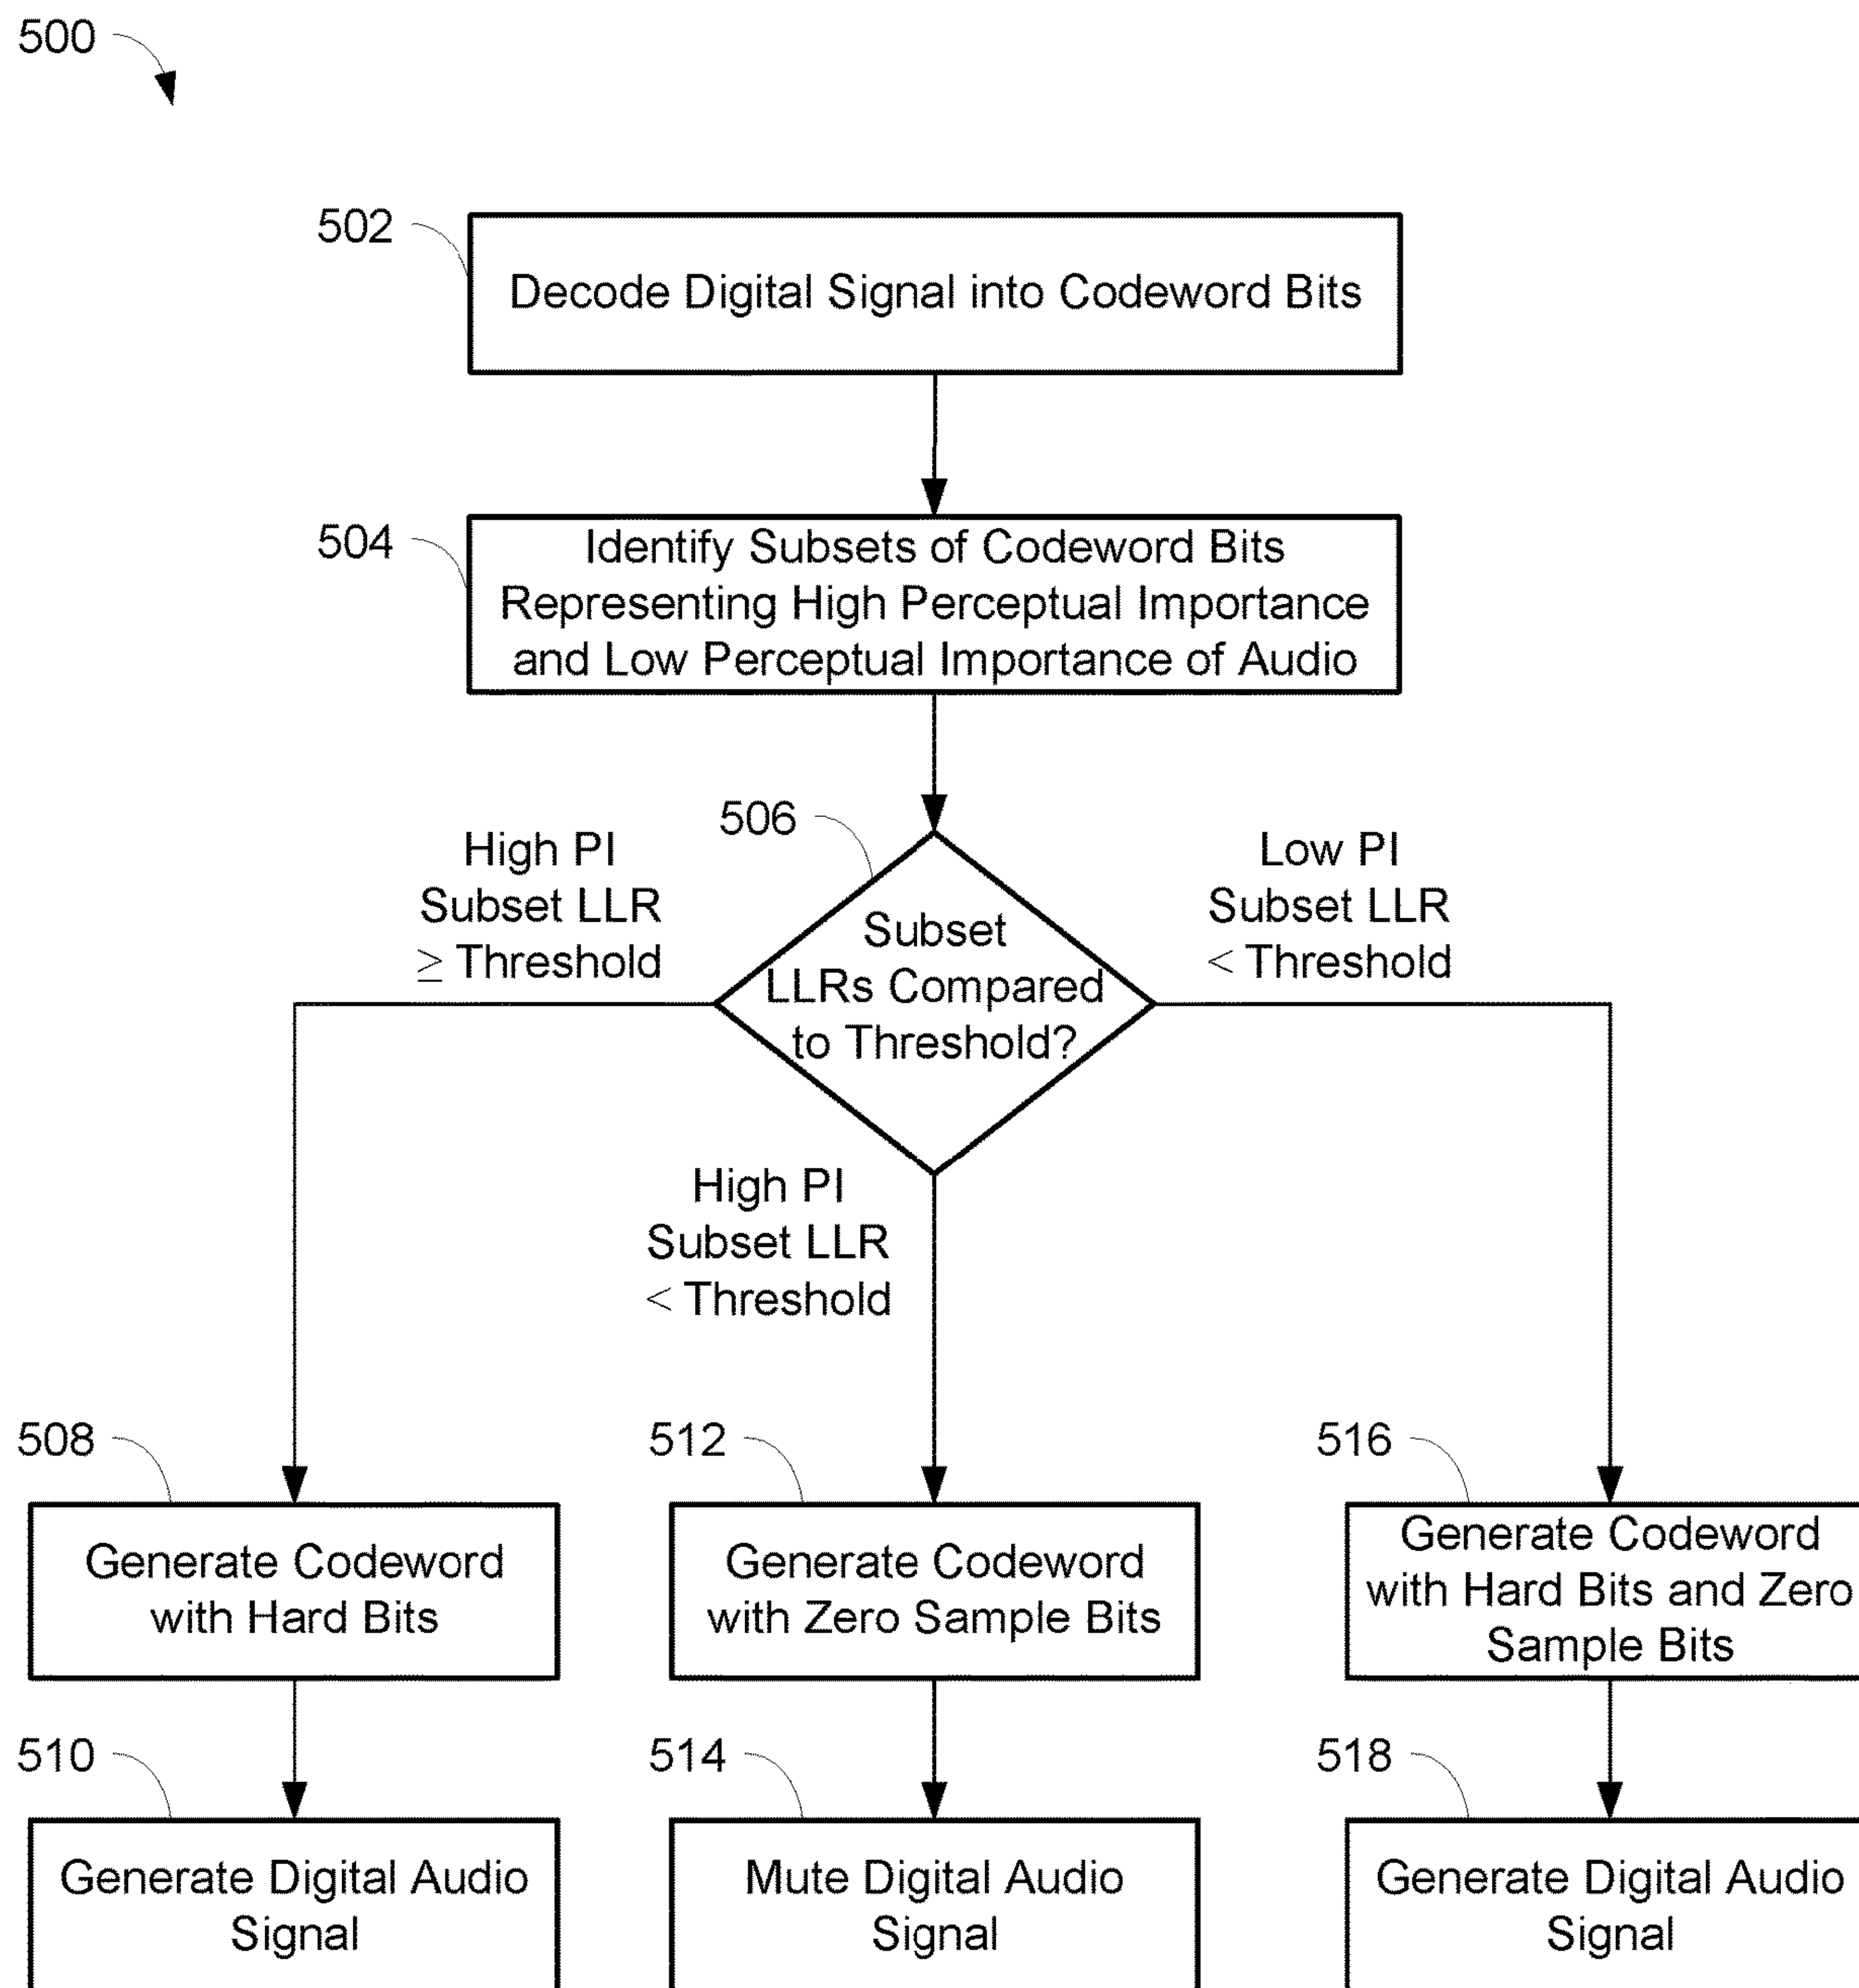 500
502
Decode Digital Signal into Codeword Bits
504
Identify Subsets of Codeword Bits
Representing High Perceptual Importance
and Low Perceptual Importance of Audio
506
High PI
Subset LLR
≥ Threshold
Subset
LLRs Compared
to Threshold?
Low PI
Subset LLR
< Threshold
High PI
Subset LLR
< Threshold
508
Generate Codeword
with Hard Bits
512
Generate Codeword
with Zero Sample Bits
516
Generate Codeword
with Hard Bits and Zero
Sample Bits
510
Generate Digital Audio
Signal
514
Mute Digital Audio
Signal
518
Generate Digital Audio
Signal